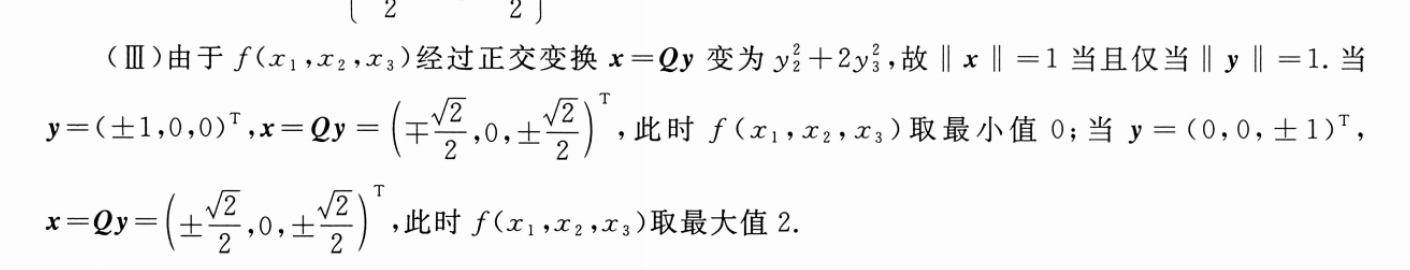 2 2
(Ⅲ)由于 f(x₁,x₂,x₃)经过正交变换 x=Qy 变为 y₂²+2y₃²,故‖x‖=1 当且仅当‖y‖=1. 当
y=(±1,0,0)ᵀ,x=Qy=(∓√2/2,0,±√2/2)ᵀ,此时 f(x₁,x₂,x₃)取最小值 0;当 y=(0,0,±1)ᵀ,
x=Qy=(±√2/2,0,±√2/2)ᵀ,此时 f(x₁,x₂,x₃)取最大值 2.